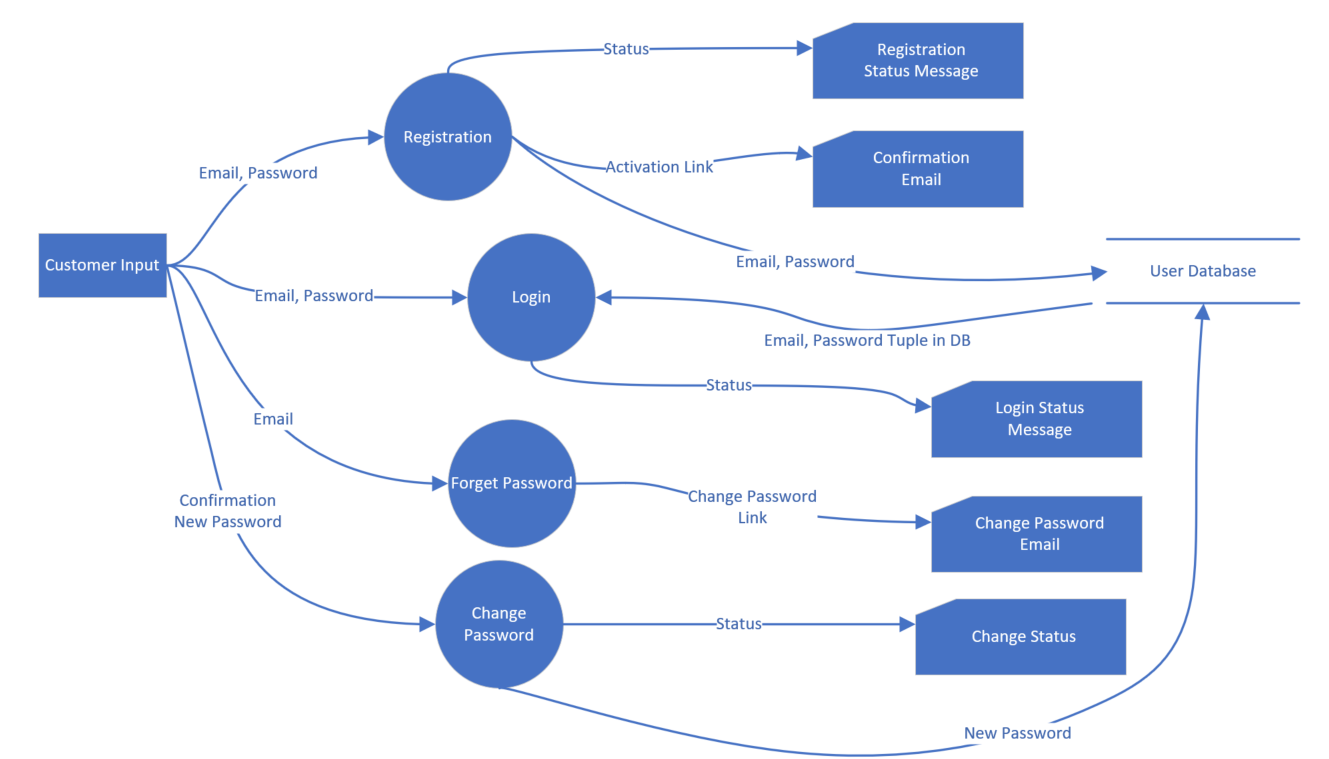 Status
Registration
Status Message
Registration
Activation Link
Confirmation
Email
Email, Password
Customer Input
Email, Password
User Database
Email, Password
Login
Email, Password Tuple in DB
Status
Login Status
Message
Email
Forget Password
Change Password
Link
Change Password
Email
Confirmation
New Password
Change
Password
Status
Change Status
New Password